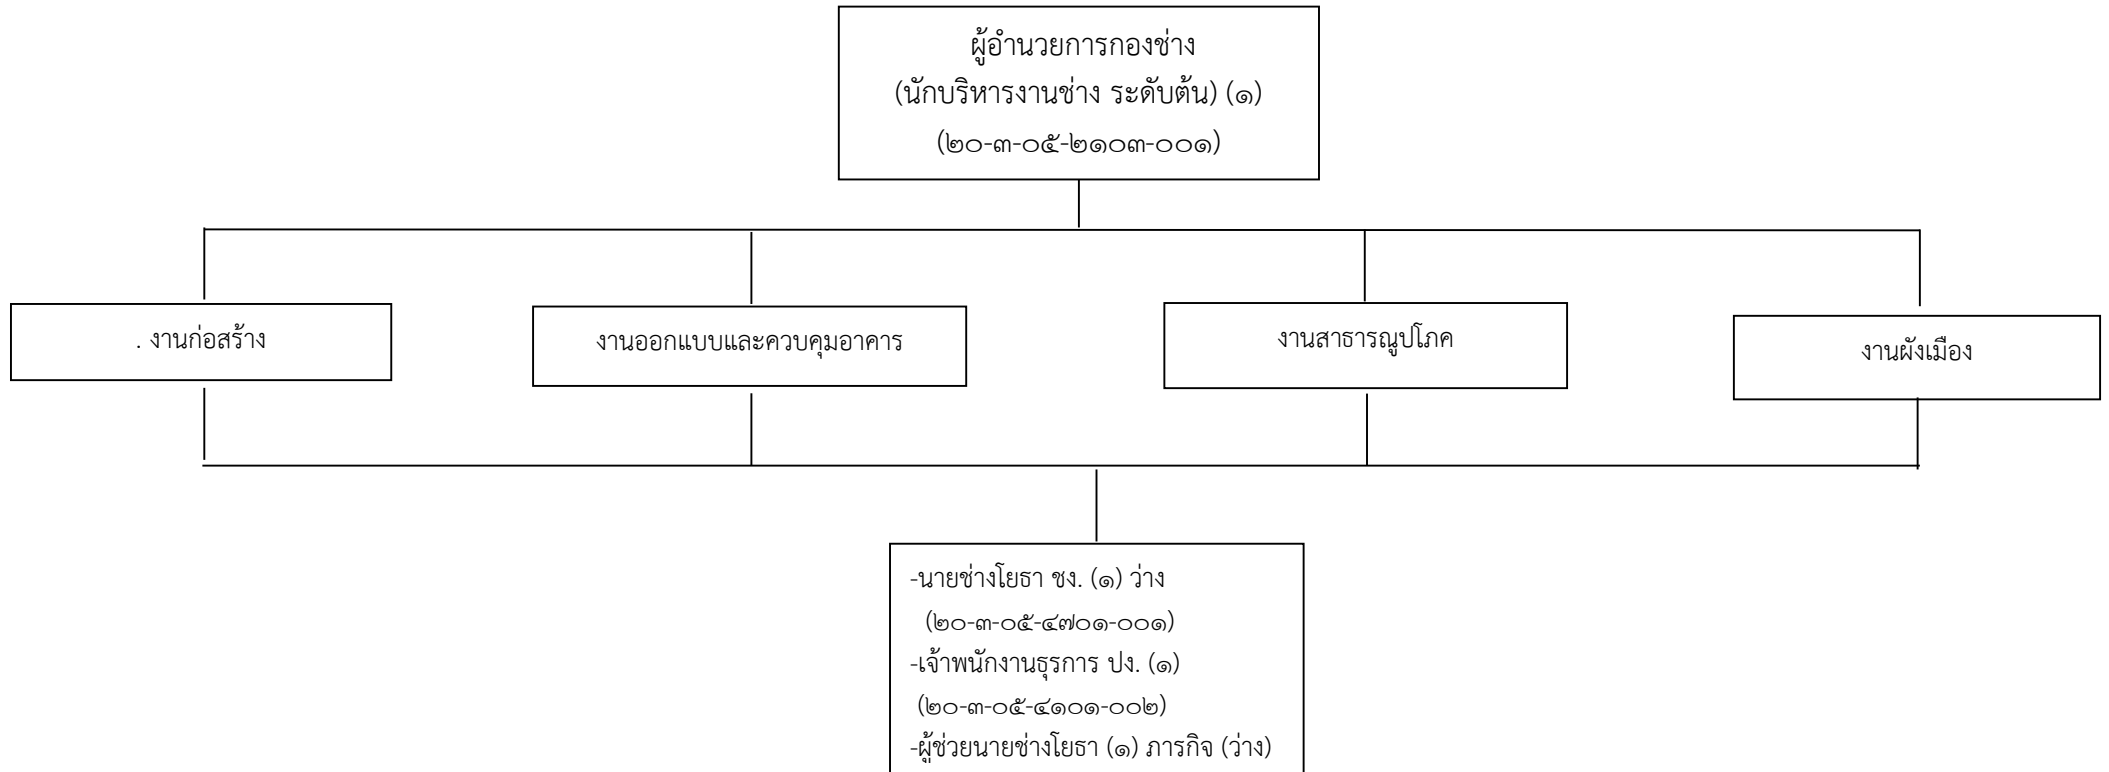 ผู้อำนวยการกองช่าง
(นักบริหารงานช่าง ระดับต้น) (๑)
(๒๐-๓-๐๕-๒๑๐๓-๐๐๑)
. งานก่อสร้าง
งานออกแบบและควบคุมอาคาร
งานสาธารณูปโภค
งานผังเมือง
-นายช่างโยธา ชง. (๑) ว่าง
(๒๐-๓-๐๕-๔๗๐๑-๐๐๑)
-เจ้าพนักงานธุรการ ปง. (๑)
(๒๐-๓-๐๕-๔๑๐๑-๐๐๒)
-ผู้ช่วยนายช่างโยธา (๑) ภารกิจ (ว่าง)